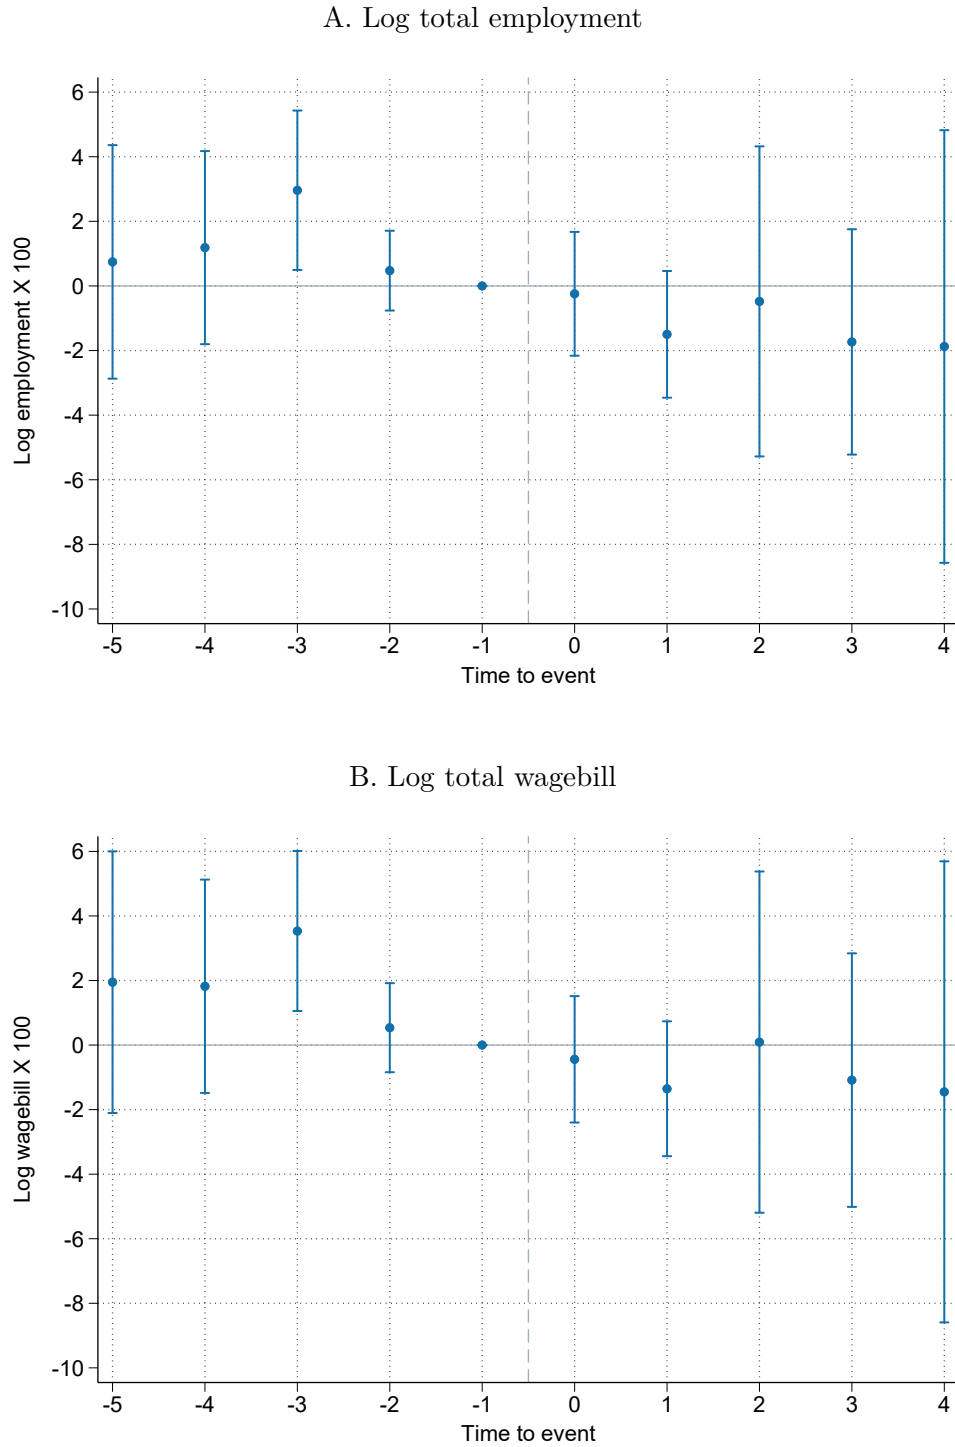 A. Log total employment
6
4
2
0
-2
-4
-6
-8
-10
Log employment X 100
-5 -4 -3 -2 -1 0 1 2 3 4
Time to event
B. Log total wagebill
6
4
2
0
-2
-4
-6
-8
-10
Log wagebill X 100
-5 -4 -3 -2 -1 0 1 2 3 4
Time to event